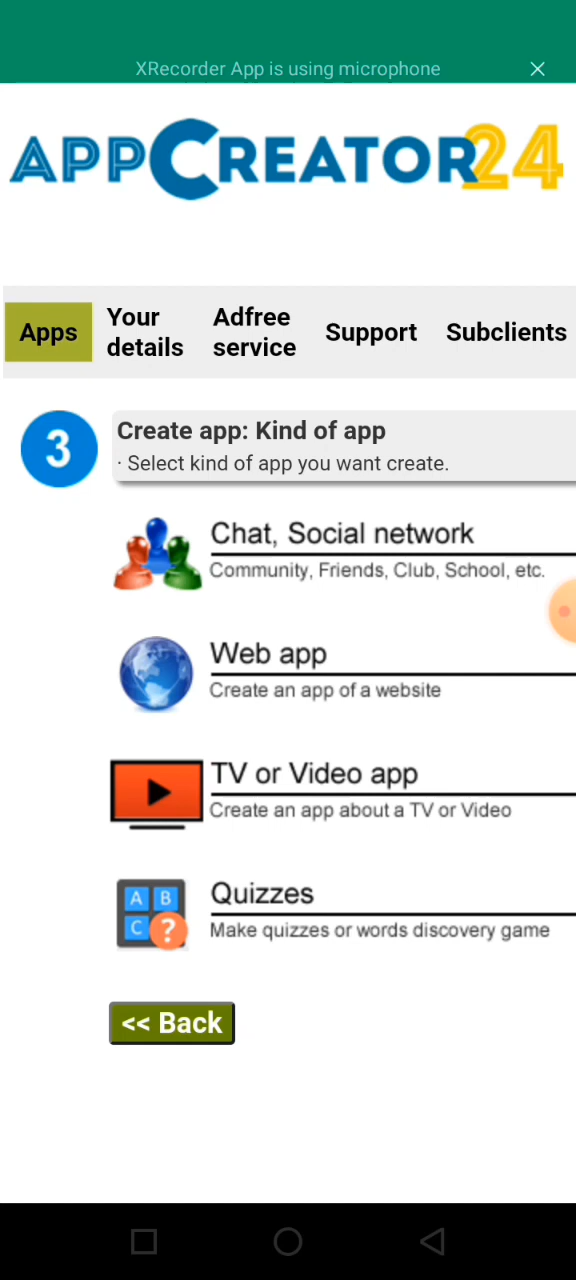 XRecorder App is using microphone
APPCREATOR24
Apps
Your details
Adfree service
Support
Subclients
3
Create app: Kind of app
· Select kind of app you want create.
Chat, Social network
Community, Friends, Club, School, etc.
Web app
Create an app of a website
TV or Video app
Create an app about a TV or Video
A B
C ?
Quizzes
Make quizzes or words discovery game
<< Back